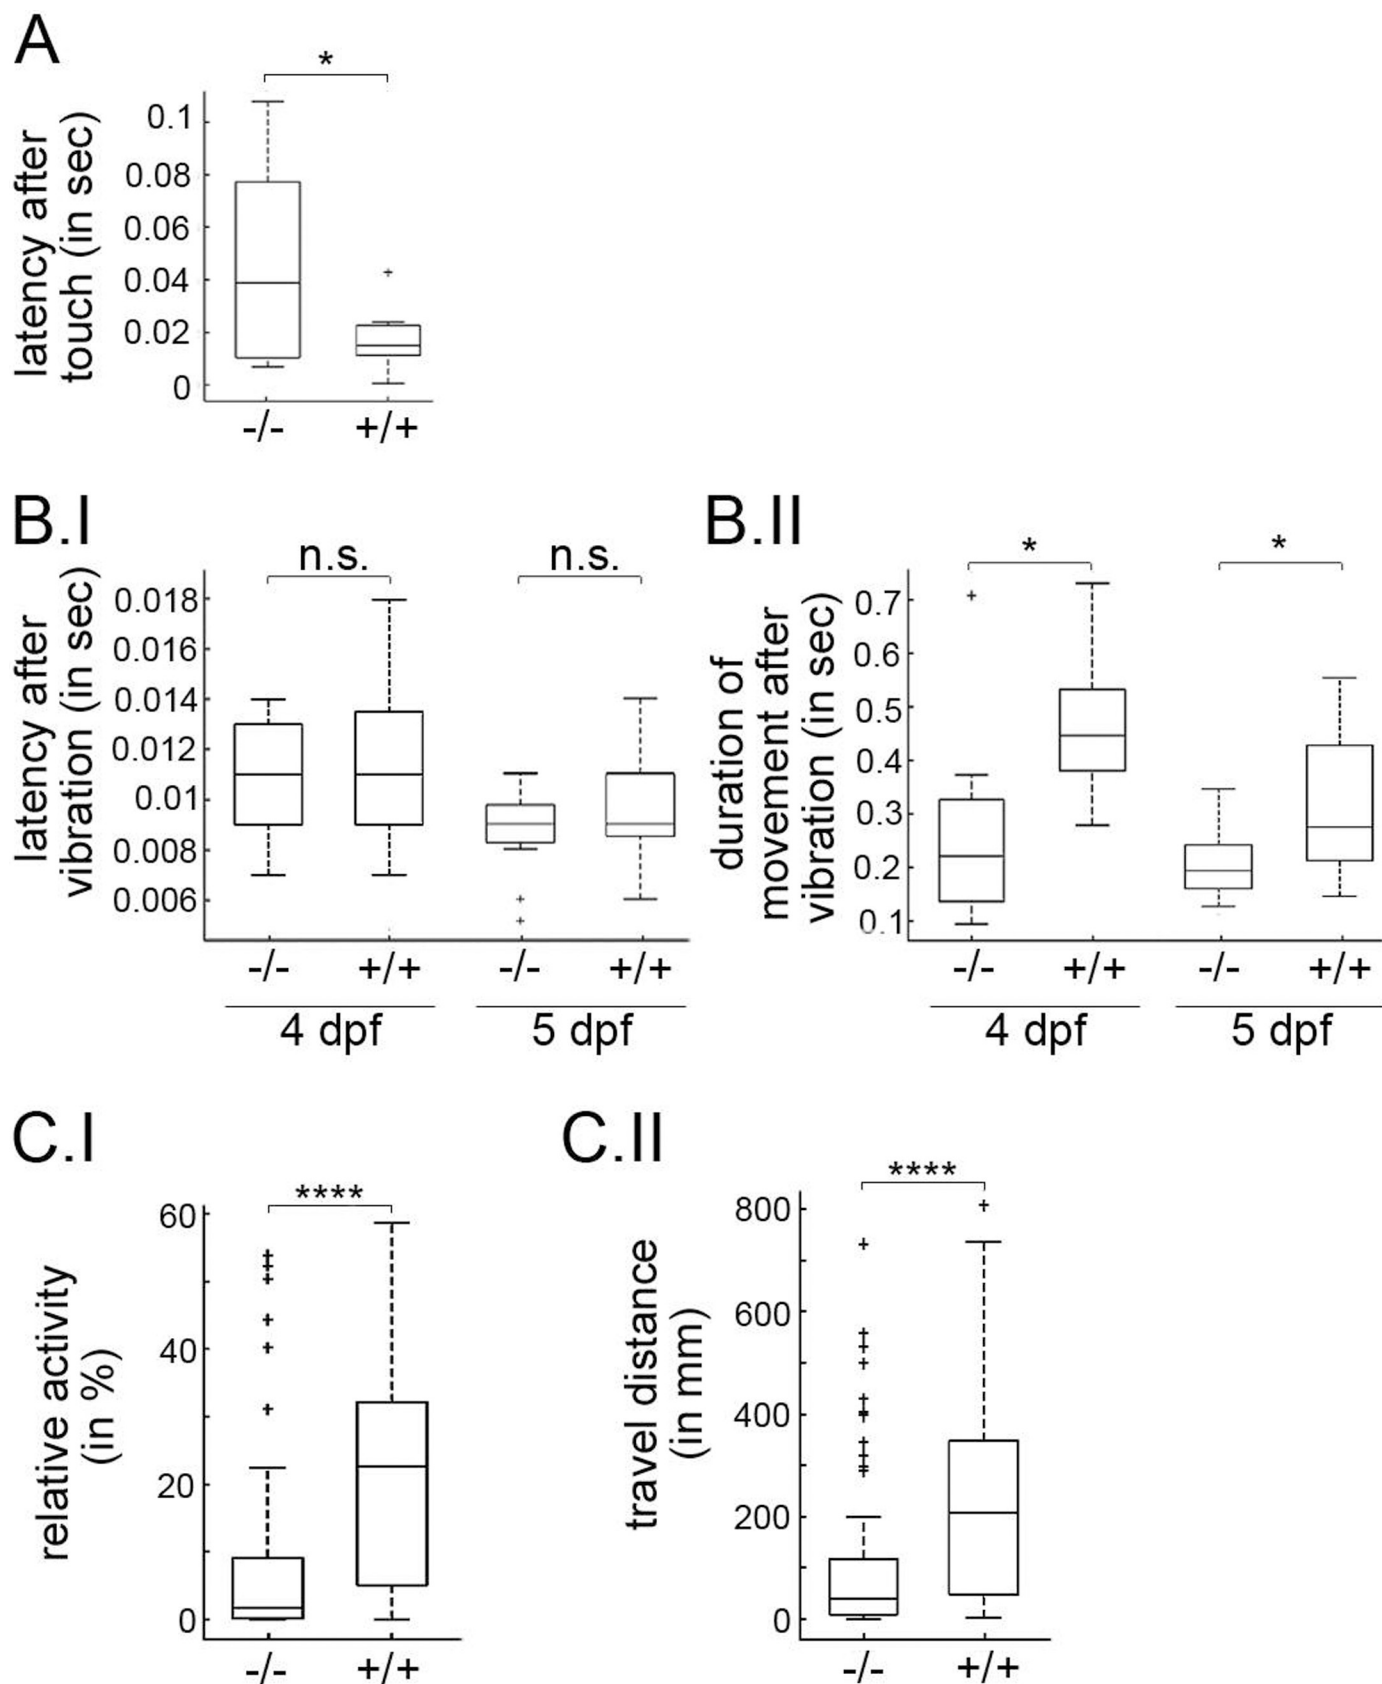 A
*
latency after
touch (in sec)
0.1
0.08
0.06
0.04
0.02
0
-/-
+/+
B.I
n.s.
n.s.
latency after
vibration (in sec)
0.018
0.016
0.014
0.012
0.01
0.008
0.006
-/-
+/+
-/-
+/+
4 dpf
5 dpf
B.II
*
*
duration of
movement after
vibration (in sec)
0.7
0.6
0.5
0.4
0.3
0.2
0.1
-/-
+/+
-/-
+/+
4 dpf
5 dpf
C.I
****
relative activity
(in %)
60
40
20
0
-/-
+/+
C.II
****
travel distance
(in mm)
800
600
400
200
0
-/-
+/+